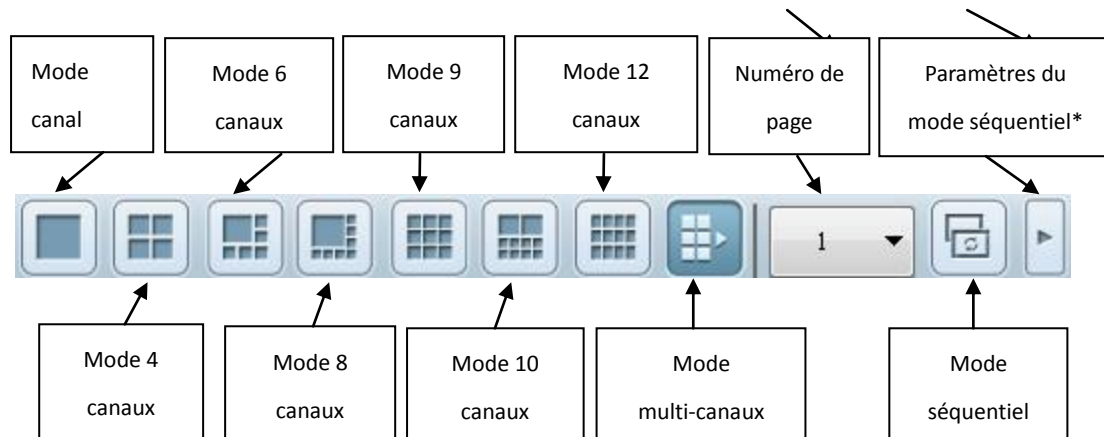 Mode
canal
Mode 6
canaux
Mode 9
canaux
Mode 12
canaux
Numéro de
page
Paramètres du
mode séquentiel*
1
Mode 4
canaux
Mode 8
canaux
Mode 10
canaux
Mode
multi-canaux
Mode
séquentiel